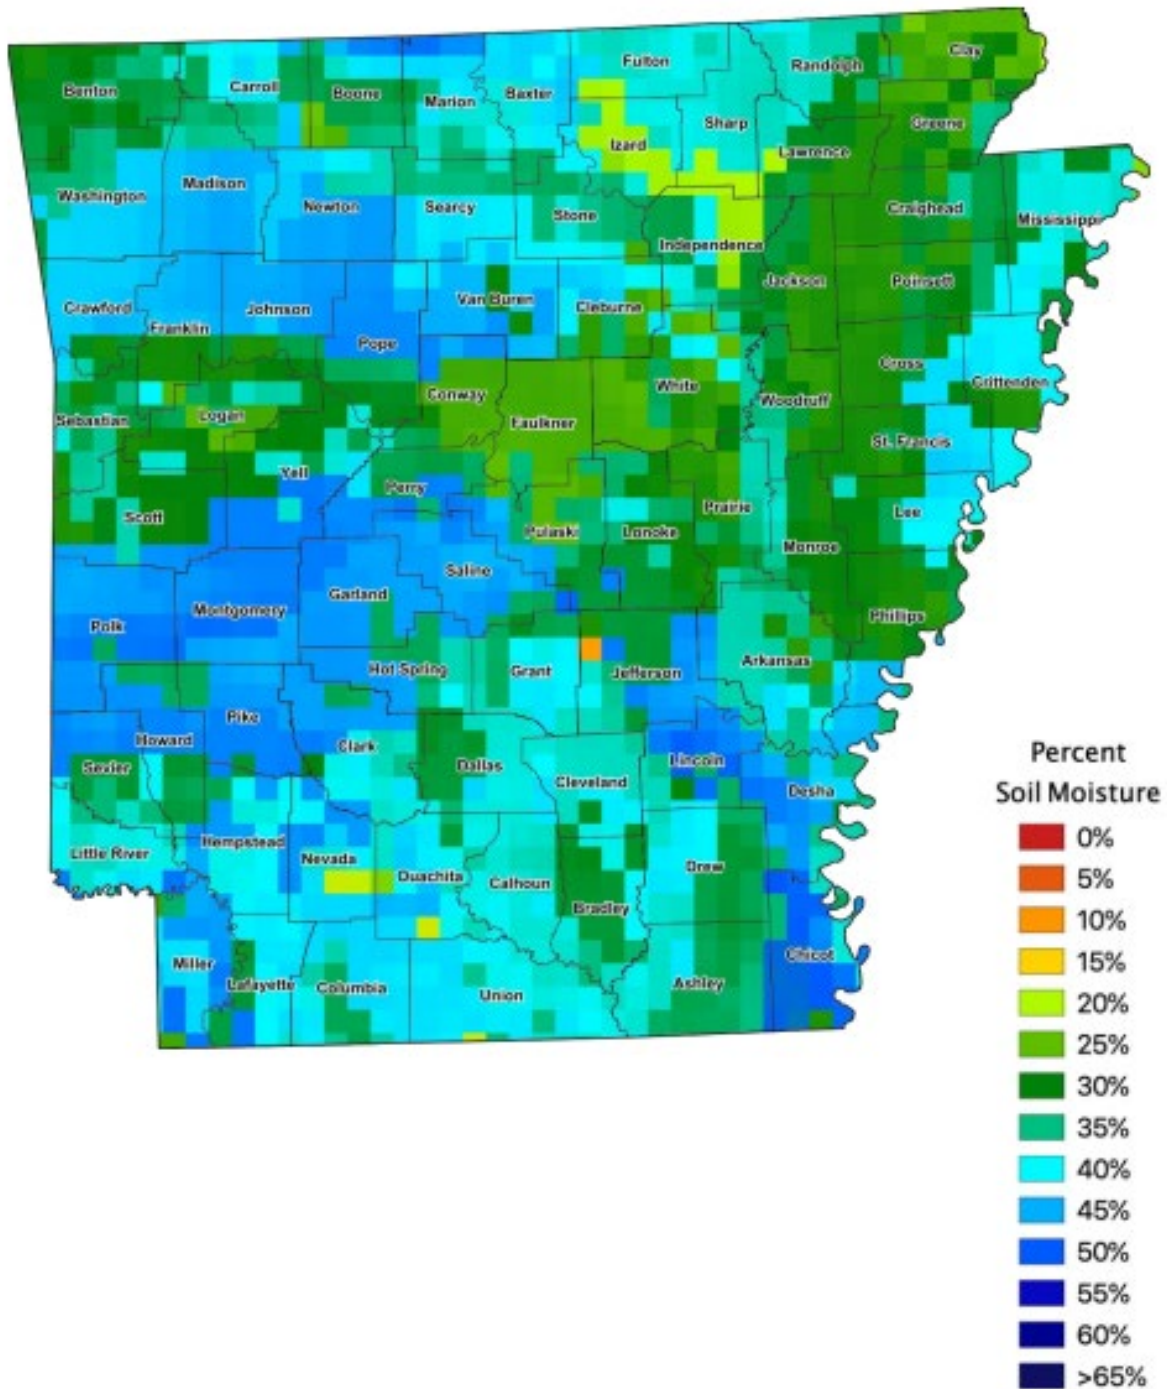 Clay
Fulton
Randolph
Benton
Carroll
Boone
Marion
Baxter
Sharp
Greene
Izard
Lawrence
Washington
Madison
Newton
Searcy
Stone
Craighead
Mississippi
Independence
Jackson
Poinsett
Crawford
Johnson
Van Buren
Cleburne
Franklin
Pope
Cross
Crittenden
Conway
White
Woodruff
Sebastian
Logan
Faulkner
St. Francis
Yell
Perry
Scott
Pulaski
Lonoke
Prairie
Lee
Monroe
Saline
Garland
Montgomery
Polk
Phillips
Hot Spring
Grant
Jefferson
Arkansas
Pike
Howard
Clark
Sevier
Dallas
Cleveland
Lincoln
Desha
Little River
Hempstead
Nevada
Ouachita
Calhoun
Drew
Bradley
Miller
Lafayette
Columbia
Union
Ashley
Chicot
Percent
Soil Moisture
0%
5%
10%
15%
20%
25%
30%
35%
40%
45%
50%
55%
60%
>65%